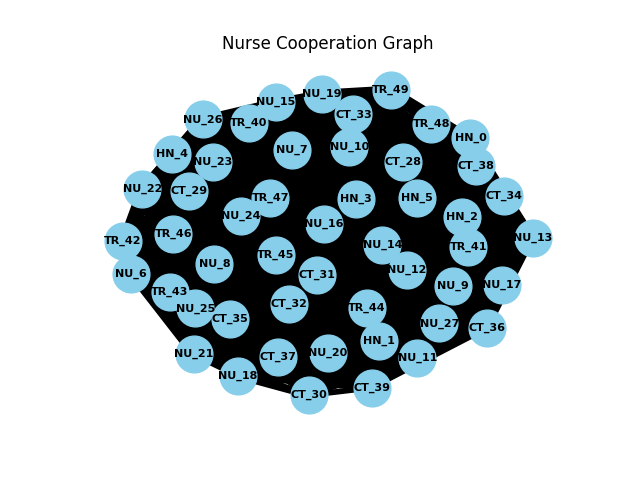 Nurse Cooperation Graph
TR_49
NU_19
NU_15
CT_33
NU_26
TR_40
TR_48
HN_0
NU_7
NU_10
HN_4
NU_23
CT_28
CT_38
NU_22
CT_29
TR_47
HN_3
HN_5
CT_34
NU_24
HN_2
NU_16
TR_42
TR_46
NU_14
TR_41
NU_13
TR_45
NU_8
NU_12
NU_6
CT_31
NU_9
NU_17
TR_43
NU_25
CT_32
TR_44
CT_35
NU_27
CT_36
HN_1
NU_21
CT_37
NU_20
NU_11
NU_18
CT_30
CT_39